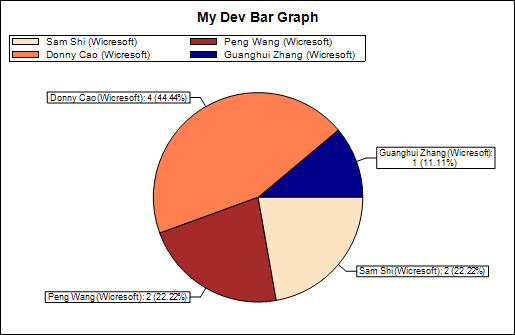 My Dev Bar Graph
Sam Shi (Wicresoft) Peng Wang (Wicresoft)
Donny Cao (Wicresoft) Guanghui Zhang (Wicresoft)
Donny Cao (Wicresoft): 4 (44.44%)
Guanghui Zhang (Wicresoft):
1 (11.11%)
Sam Shi (Wicresoft): 2 (22.22%)
Peng Wang (Wicresoft): 2 (22.22%)